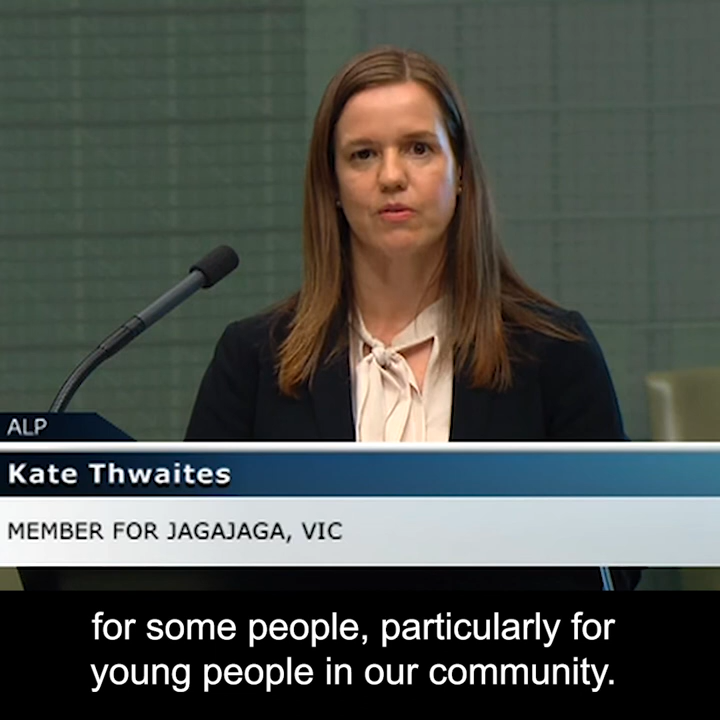 ALP
Kate Thwaites
MEMBER FOR JAGAJAGA, VIC
for some people, particularly for
young people in our community.